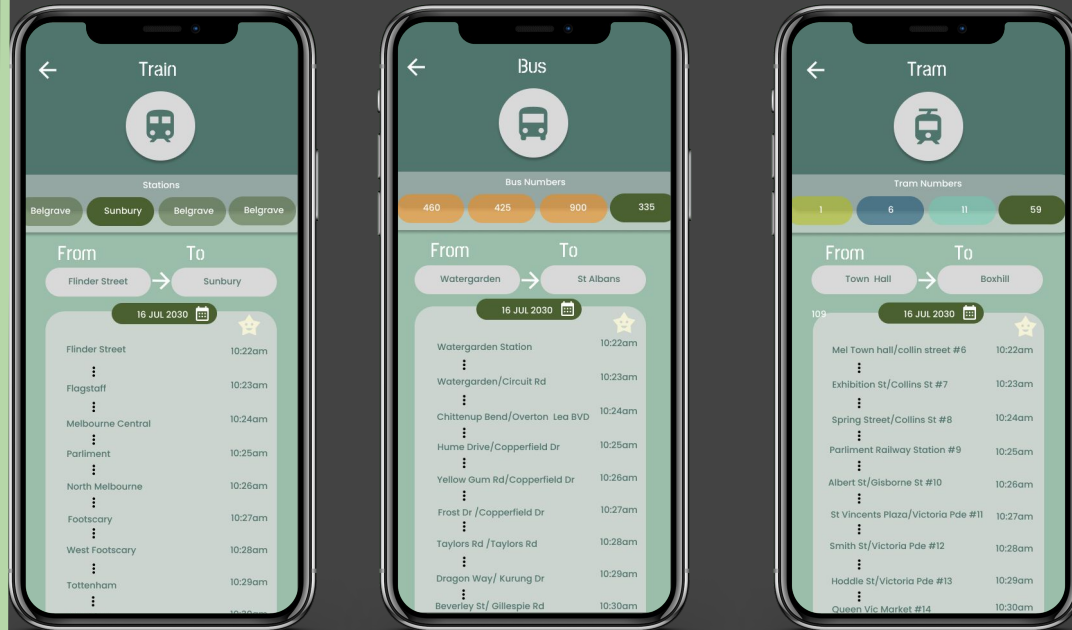 Train
Stations
Belgrave Sunbury Belgrave Belgrave
From To
Flinder Street Sunbury
16 JUL 2030
Flinder Street 10:22am
Flagstaff 10:23am
Melbourne Central 10:24am
Parliment 10:25am
North Melbourne 10:26am
Footscary 10:27am
West Footscary 10:28am
Tottenham 10:29am
10:30am
Bus
Bus Numbers
460 425 900 335
From To
Watergarden St Albans
16 JUL 2030
Watergarden Station 10:22am
Watergarden/Circuit Rd 10:23am
Chittenup Bend/Overton Lea BVD 10:24am
Hume Drive/Copperfield Dr 10:25am
Yellow Gum Rd/Copperfield Dr 10:26am
Frost Dr /Copperfield Dr 10:27am
Taylors Rd /Taylors Rd 10:28am
Dragon Way/ Kurung Dr 10:29am
Beverley St/ Gillespie Rd 10:30am
Tram
Tram Numbers
1 6 11 59
From To
Town Hall Boxhill
109 16 JUL 2030
Mel Town hall/collin street #6 10:22am
Exhibition St/Collins St #7 10:23am
Spring Street/Collins St #8 10:24am
Parliment Railway Station #9 10:25am
Albert St/Gisborne St #10 10:26am
St Vincents Plaza/Victoria Pde #11 10:27am
Smith St/Victoria Pde #12 10:28am
Hoddle St/Victoria Pde #13 10:29am
Queen Vic Market #14 10:30am